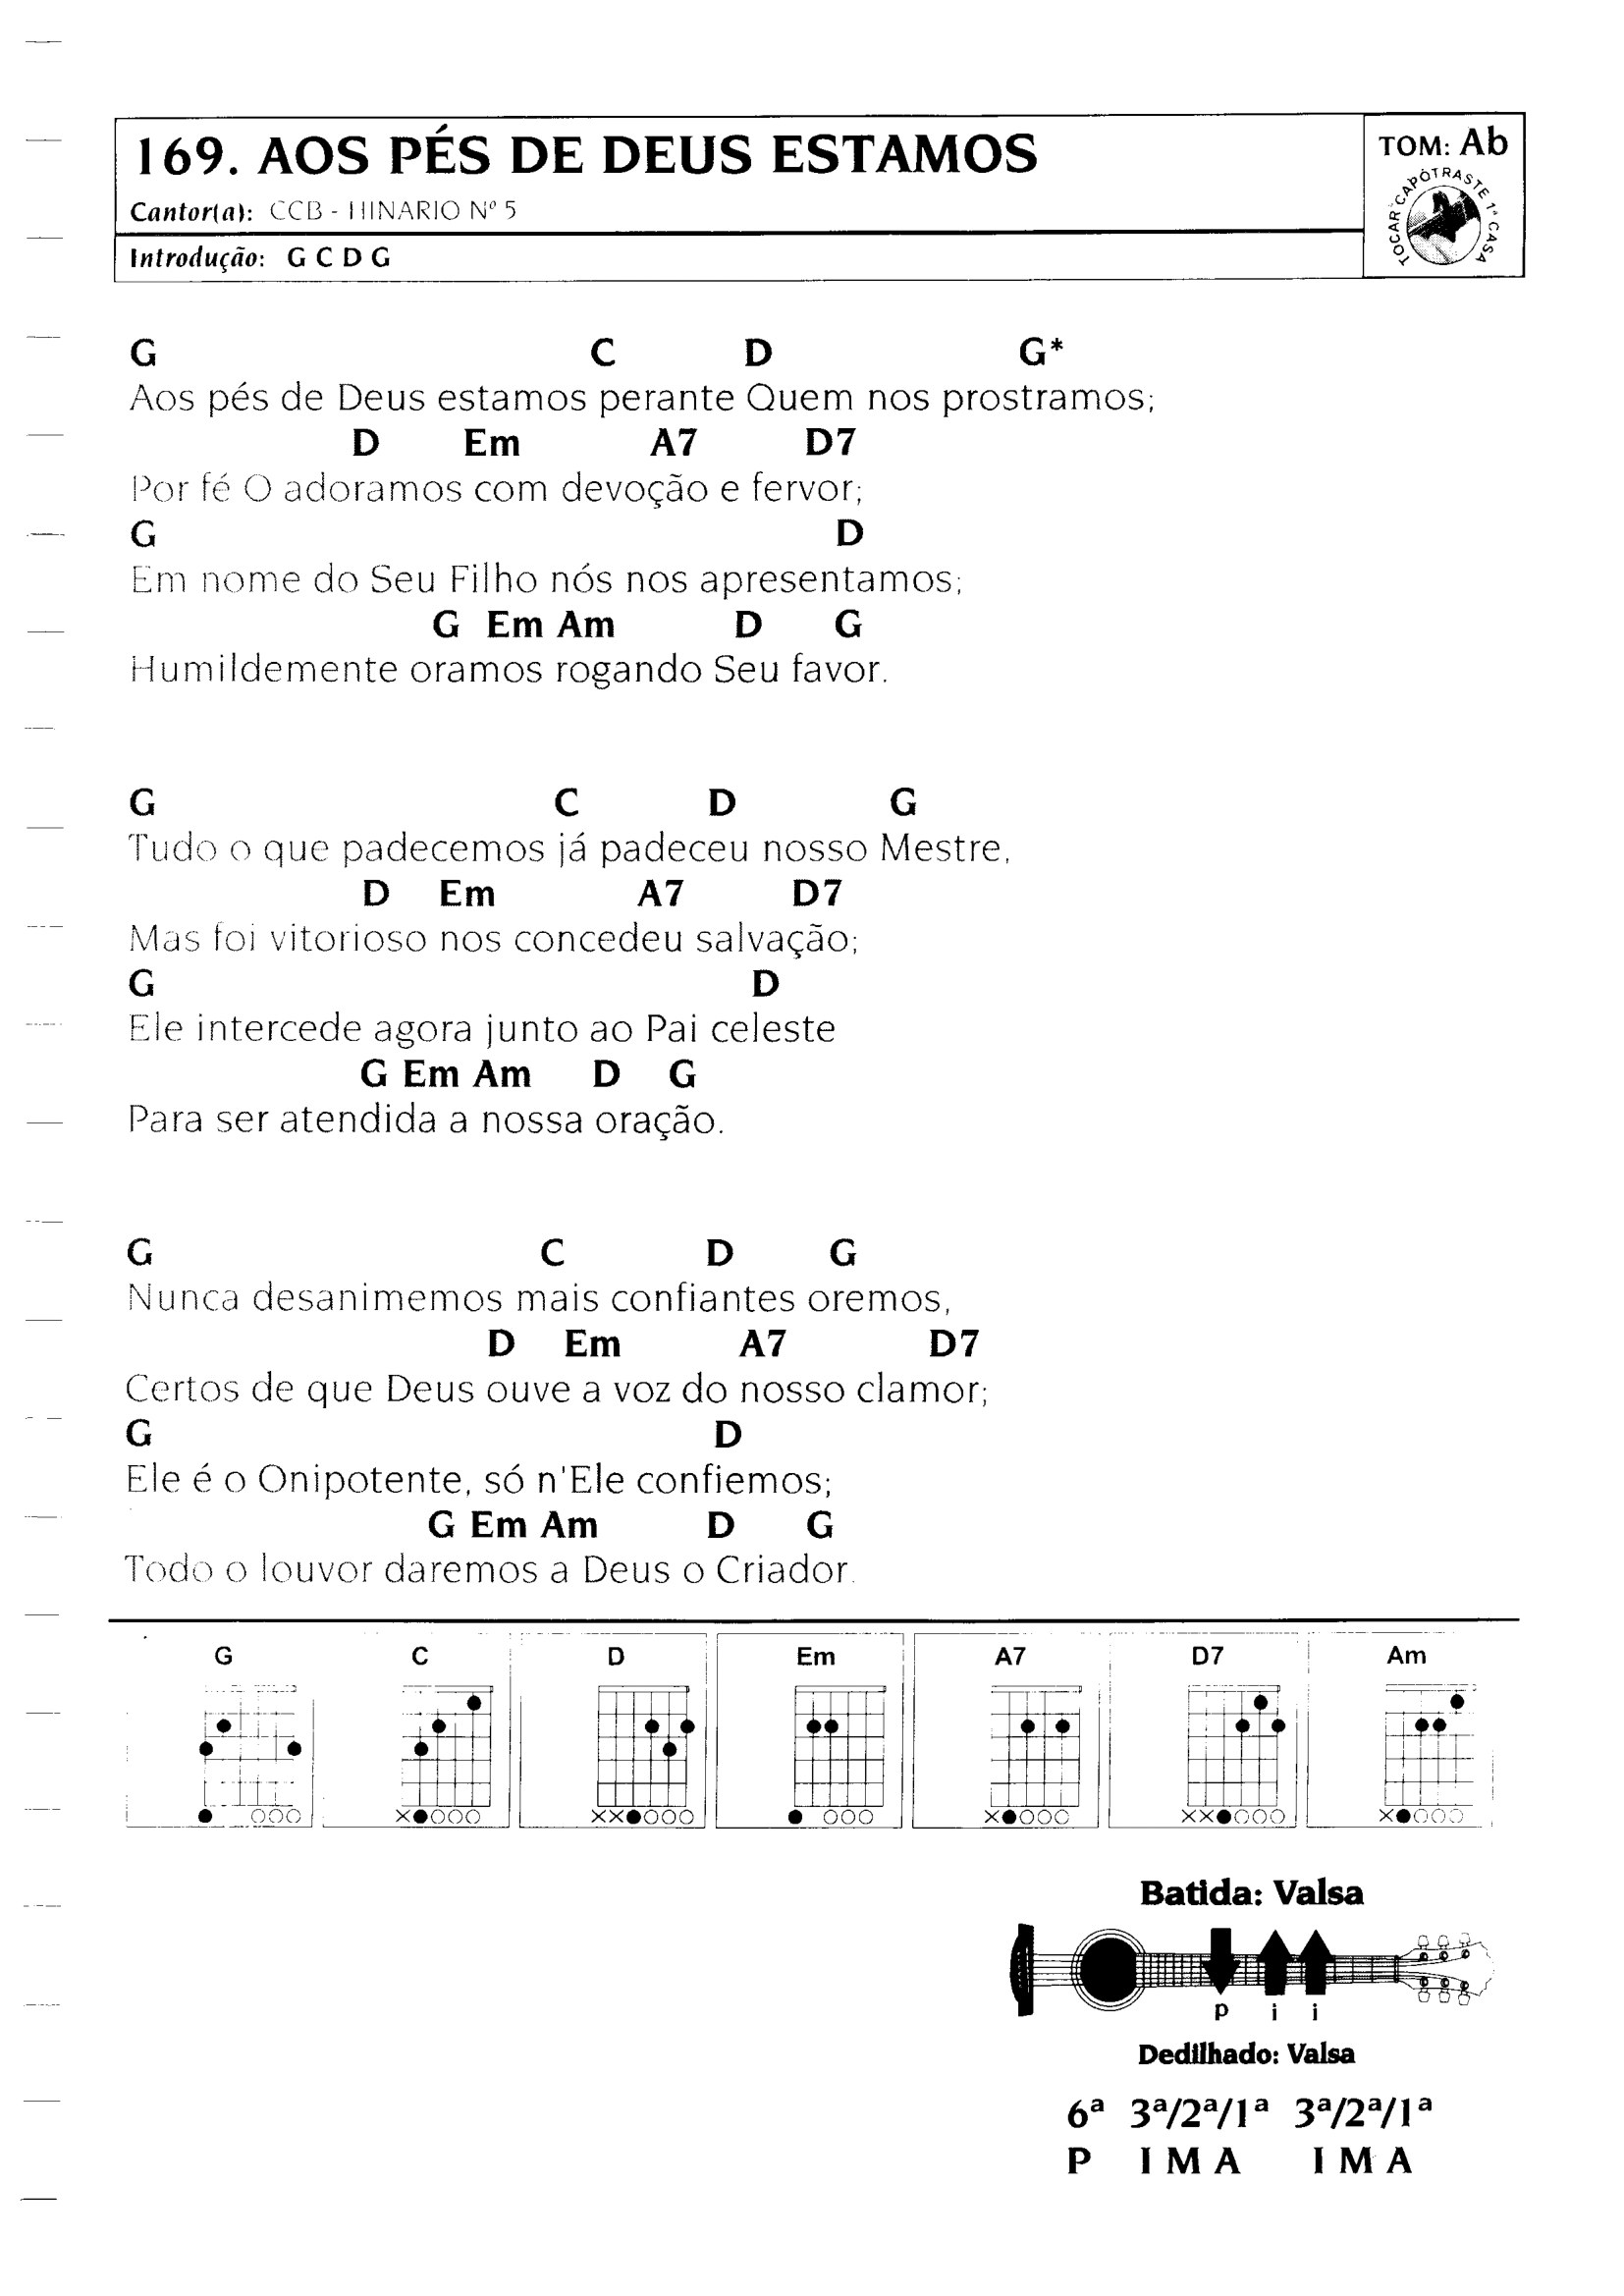 169. AOS PÉS DE DEUS ESTAMOS
TOM: Ab
Cantor(a): CCB - HINARIO Nº 5
TOCAR CAPÔTRASTE 1ª CASA
Introdução: G C D G
G C D G*
Aos pés de Deus estamos perante Quem nos prostramos;
D Em A7 D7
Por fé O adoramos com devoção e fervor;
G D
Em nome do Seu Filho nós nos apresentamos;
G Em Am D G
Humildemente oramos rogando Seu favor.
G C D G
Tudo o que padecemos já padeceu nosso Mestre,
D Em A7 D7
Mas foi vitorioso nos concedeu salvação;
G D
Ele intercede agora junto ao Pai celeste
G Em Am D G
Para ser atendida a nossa oração.
G C D G
Nunca desanimemos mais confiantes oremos,
D Em A7 D7
Certos de que Deus ouve a voz do nosso clamor;
G D
Ele é o Onipotente, só n'Ele confiemos;
G Em Am D G
Todo o louvor daremos a Deus o Criador.
G C D Em A7 D7 Am
Batida: Valsa
p i i
Dedilhado: Valsa
6ª 3ª/2ª/1ª 3ª/2ª/1ª
P I M A I M A